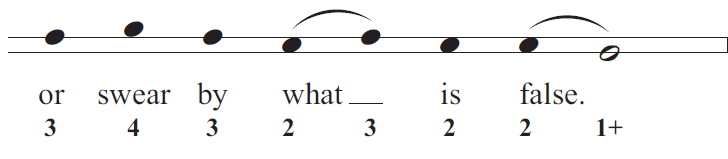 or swear by what __ is false.
3 4 3 2 3 2 2 1+